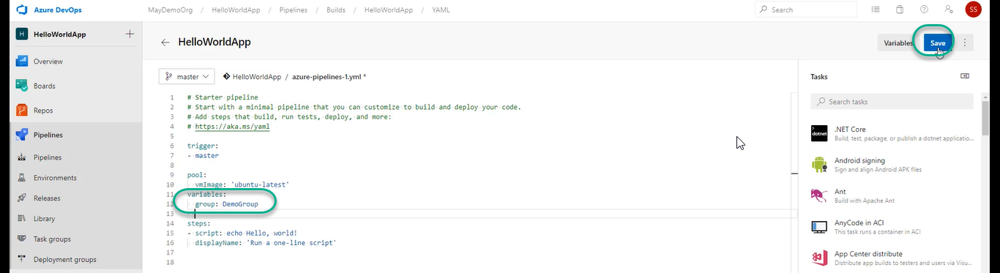 Azure DevOps
MayDemoOrg / HelloWorldApp / Pipelines / Builds / HelloWorldApp / YAML
Search
SS
H HelloWorldApp
Overview
Boards
Repos
Pipelines
Pipelines
Environments
Releases
Library
Task groups
Deployment groups
HelloWorldApp
Variables
Save
master
HelloWorldApp / azure-pipelines-1.yml *
1 # Starter pipeline
2 # Start with a minimal pipeline that you can customize to build and deploy your code.
3 # Add steps that build, run tests, deploy, and more:
4 # https://aka.ms/yaml
5
6 trigger:
7 - master
8
9 pool:
10 vmImage: 'ubuntu-latest'
11 variables:
12 group: DemoGroup
13
14 steps:
15 - script: echo Hello, world!
16 displayName: 'Run a one-line script'
17
18
Tasks
Search tasks
dotnet
.NET Core
Build, test, package, or publish a dotnet applicatio...
Android signing
Sign and align Android APK files
Ant
Build with Apache Ant
AnyCode in ACI
This task runs a container in ACI
App Center distribute
Distribute app builds to testers and users via Visu...